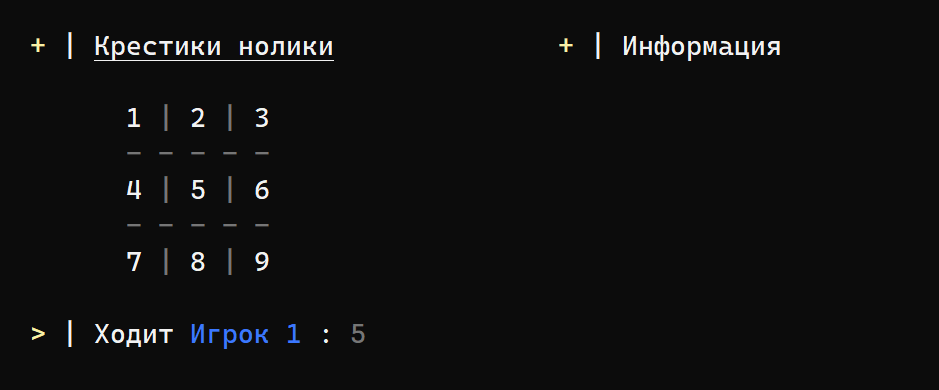 + | Крестики нолики + | Информация
1 | 2 | 3
– – – – –
4 | 5 | 6
– – – – –
7 | 8 | 9
> | Ходит Игрок 1 : 5